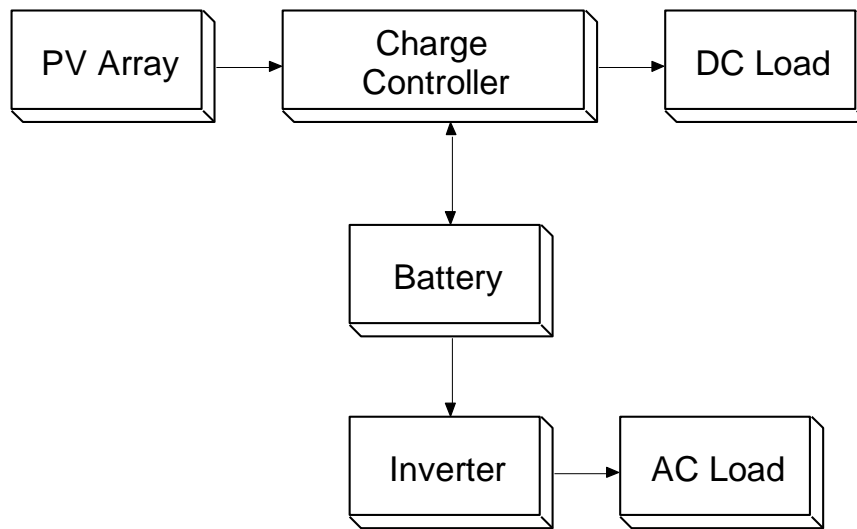 PV Array
Charge
Controller
DC Load
Battery
Inverter
AC Load